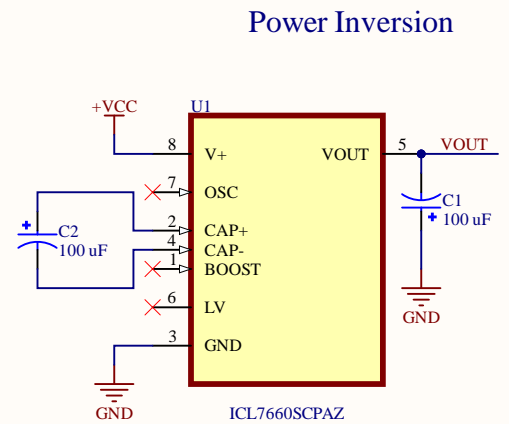 Power Inversion
+VCC
U1
8 V+
VOUT 5 VOUT
7 OSC
2 CAP+
4 CAP-
1 BOOST
6 LV
3 GND
+ C2
100 uF
C1
+ 100 uF
GND
GND
ICL7660SCPAZ